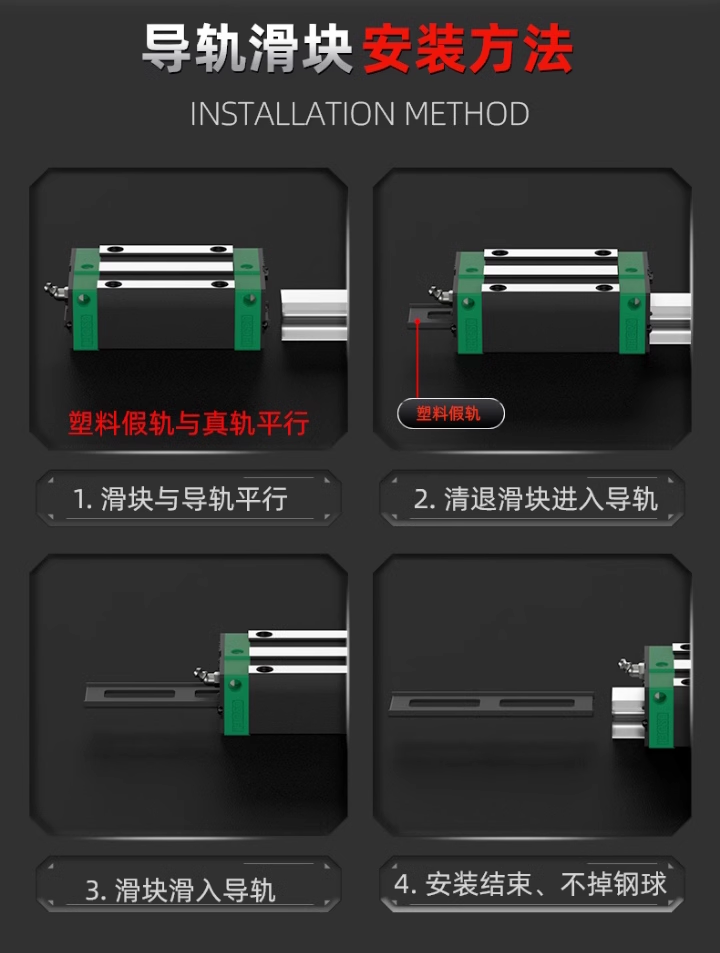 导轨滑块安装方法
INSTALLATION METHOD
塑料假轨与真轨平行
塑料假轨
1. 滑块与导轨平行
2. 清退滑块进入导轨
3. 滑块滑入导轨
4. 安装结束、不掉钢球